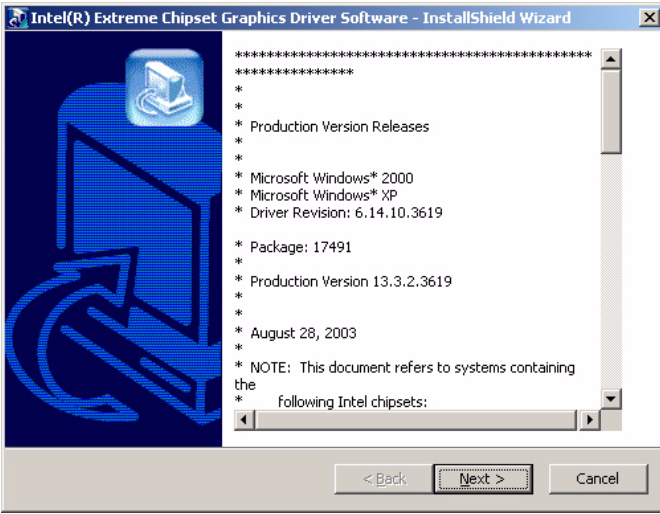 Intel(R) Extreme Chipset Graphics Driver Software - InstallShield Wizard
*********************************************
***************
*
*
* Production Version Releases
*
*
* Microsoft Windows* 2000
* Microsoft Windows* XP
* Driver Revision: 6.14.10.3619

* Package: 17491
*
* Production Version 13.3.2.3619
*
*
* August 28, 2003
*
* NOTE: This document refers to systems containing
the
* following Intel chipsets:
< Back
Next >
Cancel